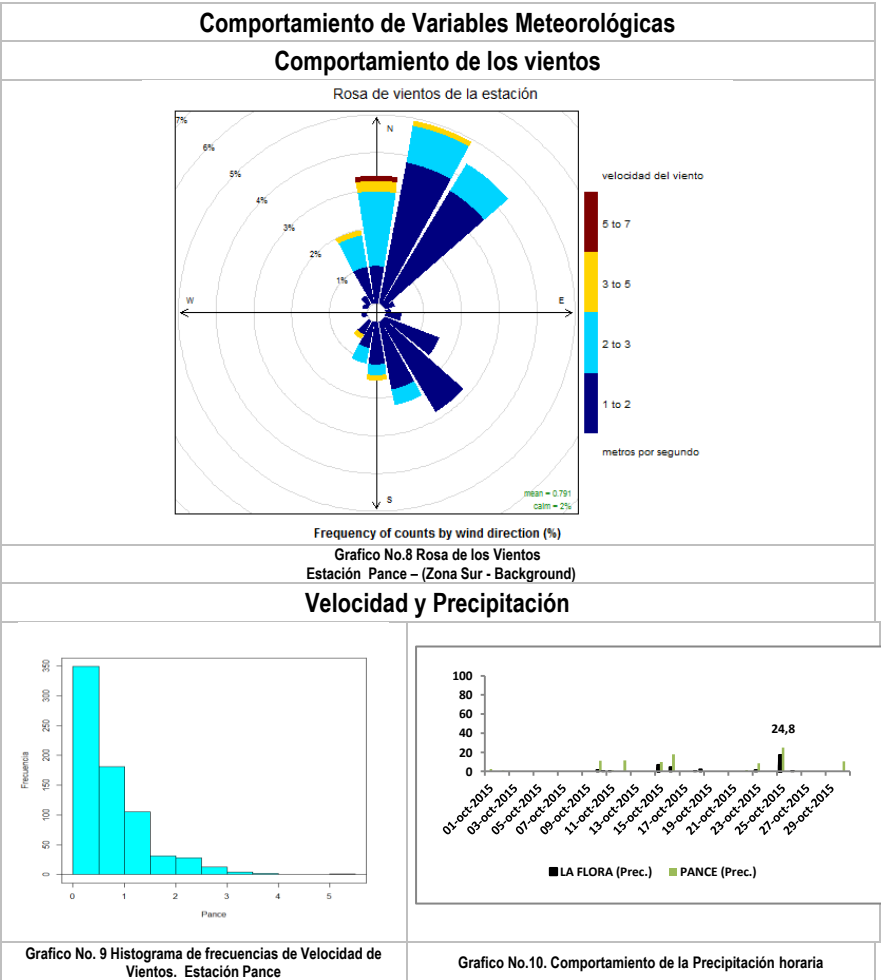 Comportamiento de Variables Meteorológicas
Comportamiento de los vientos
Rosa de vientos de la estación
7%
6%
5%
4%
3%
2%
1%
N
W
E
S
mean = 0.791
calm = 2%
velocidad del viento
5 to 7
3 to 5
2 to 3
1 to 2
metros por segundo
Frequency of counts by wind direction (%)
Grafico No.8 Rosa de los Vientos
Estación Pance – (Zona Sur - Background)
Velocidad y Precipitación
Frecuencia
350
300
250
200
150
100
50
0
0 1 2 3 4 5
Pance
100
80
60
40
20
0
24,8
01-oct-2015
03-oct-2015
05-oct-2015
07-oct-2015
09-oct-2015
11-oct-2015
13-oct-2015
15-oct-2015
17-oct-2015
19-oct-2015
21-oct-2015
23-oct-2015
25-oct-2015
27-oct-2015
29-oct-2015
LA FLORA (Prec.) PANCE (Prec.)
Grafico No. 9 Histograma de frecuencias de Velocidad de
Vientos. Estación Pance
Grafico No.10. Comportamiento de la Precipitación horaria